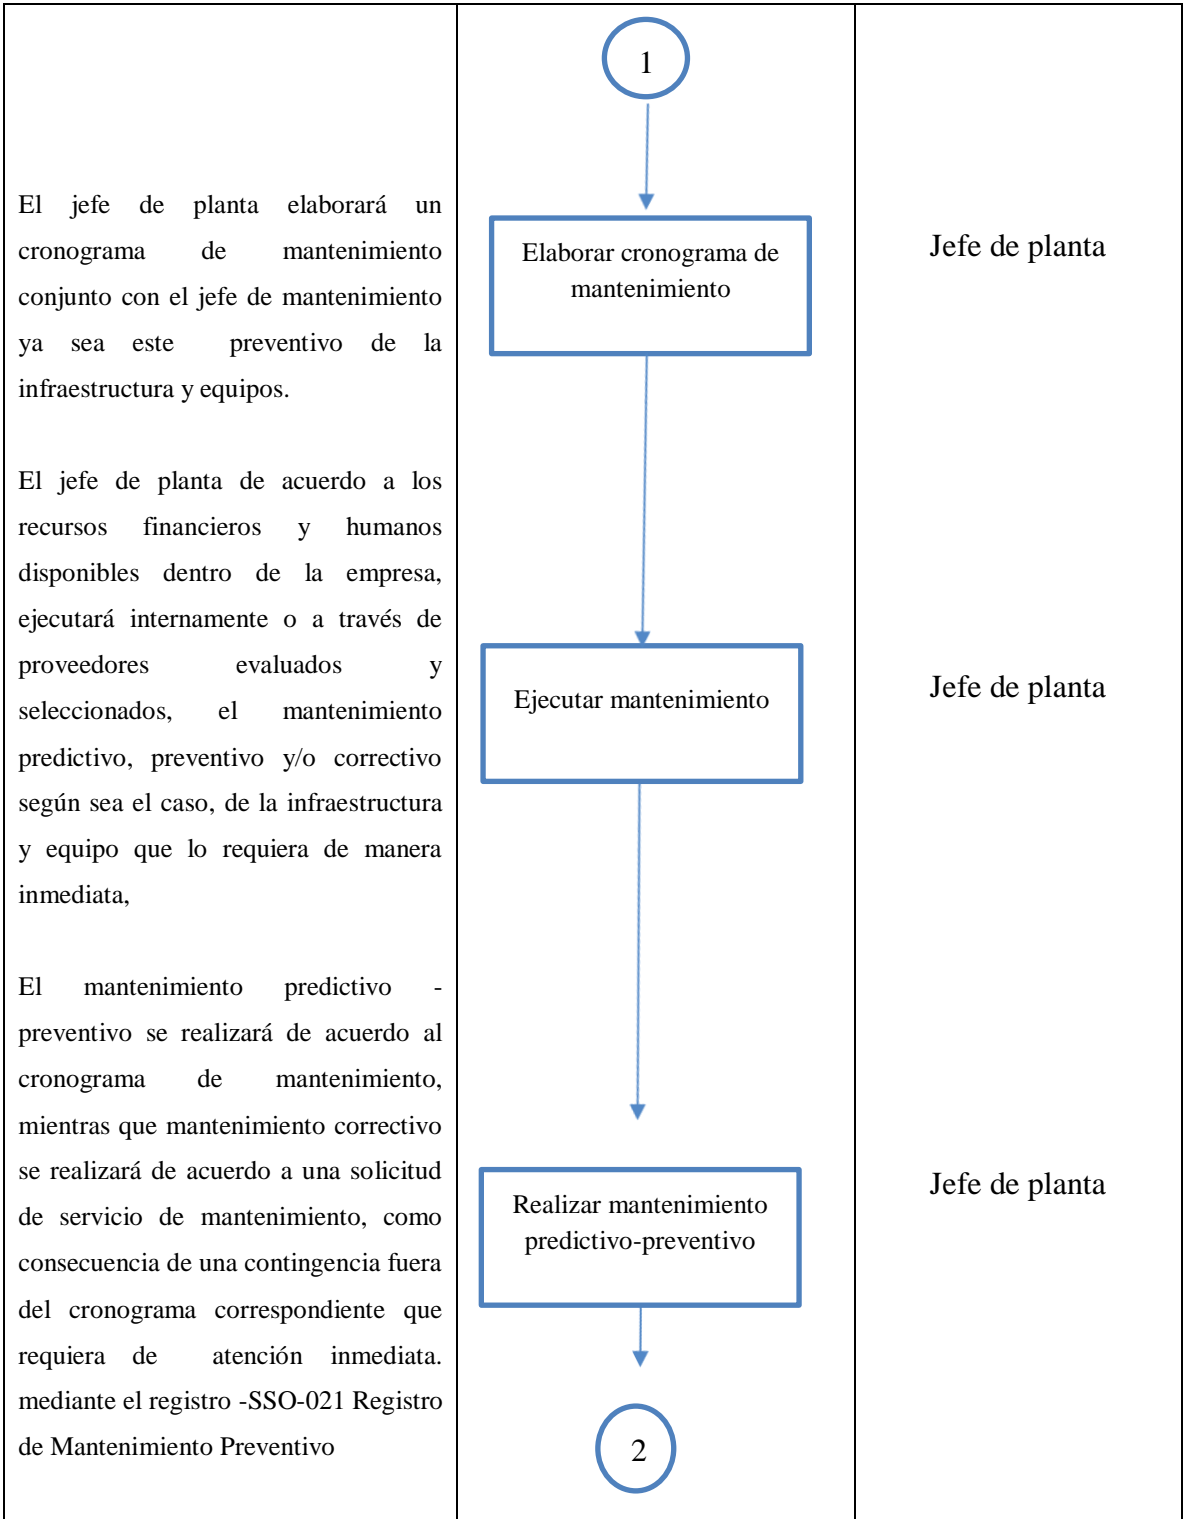 1
El jefe de planta elaborará un
cronograma de mantenimiento
conjunto con el jefe de mantenimiento
ya sea este preventivo de la
infraestructura y equipos.
Elaborar cronograma de
mantenimiento
Jefe de planta
El jefe de planta de acuerdo a los
recursos financieros y humanos
disponibles dentro de la empresa,
ejecutará internamente o a través de
proveedores evaluados y
seleccionados, el mantenimiento
predictivo, preventivo y/o correctivo
según sea el caso, de la infraestructura
y equipo que lo requiera de manera
inmediata,
Ejecutar mantenimiento
Jefe de planta
El mantenimiento predictivo -
preventivo se realizará de acuerdo al
cronograma de mantenimiento,
mientras que mantenimiento correctivo
se realizará de acuerdo a una solicitud
de servicio de mantenimiento, como
consecuencia de una contingencia fuera
del cronograma correspondiente que
requiera de atención inmediata.
mediante el registro -SSO-021 Registro
de Mantenimiento Preventivo
Realizar mantenimiento
predictivo-preventivo
Jefe de planta
2